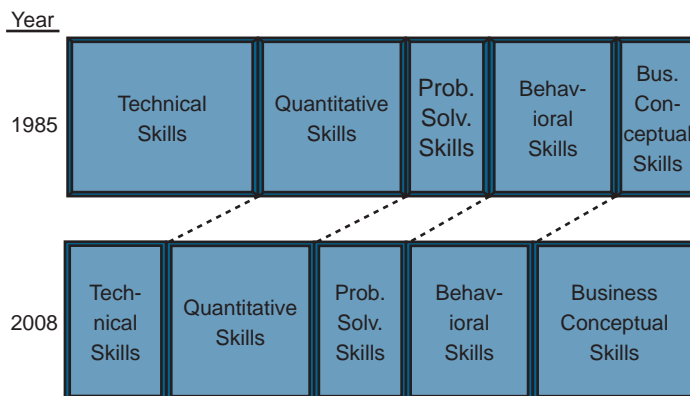 Year
1985
Technical
Skills
Quantitative
Skills
Prob.
Solv.
Skills
Behav-
ioral
Skills
Bus.
Con-
ceptual
Skills
2008
Tech-
nical
Skills
Quantitative
Skills
Prob.
Solv.
Skills
Behav-
ioral
Skills
Business
Conceptual
Skills